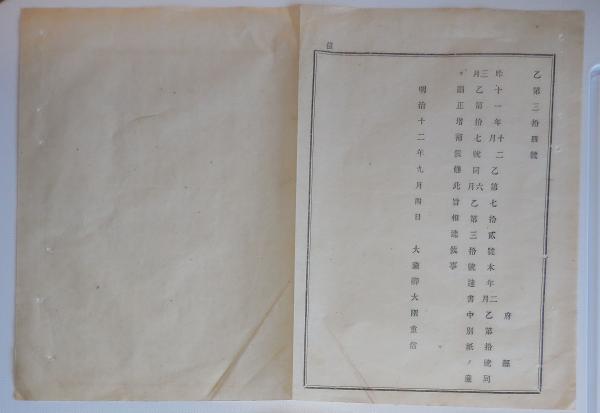 乙第三拾四號
府縣
昨十一年十二月乙第七拾貳號本年二月乙第拾號同
三月乙第拾七號同六月乙第三拾號達書中別紙ノ通
リ訂正增補候條此旨相達候事
明治十二年九月四日 大藏卿大隈重信